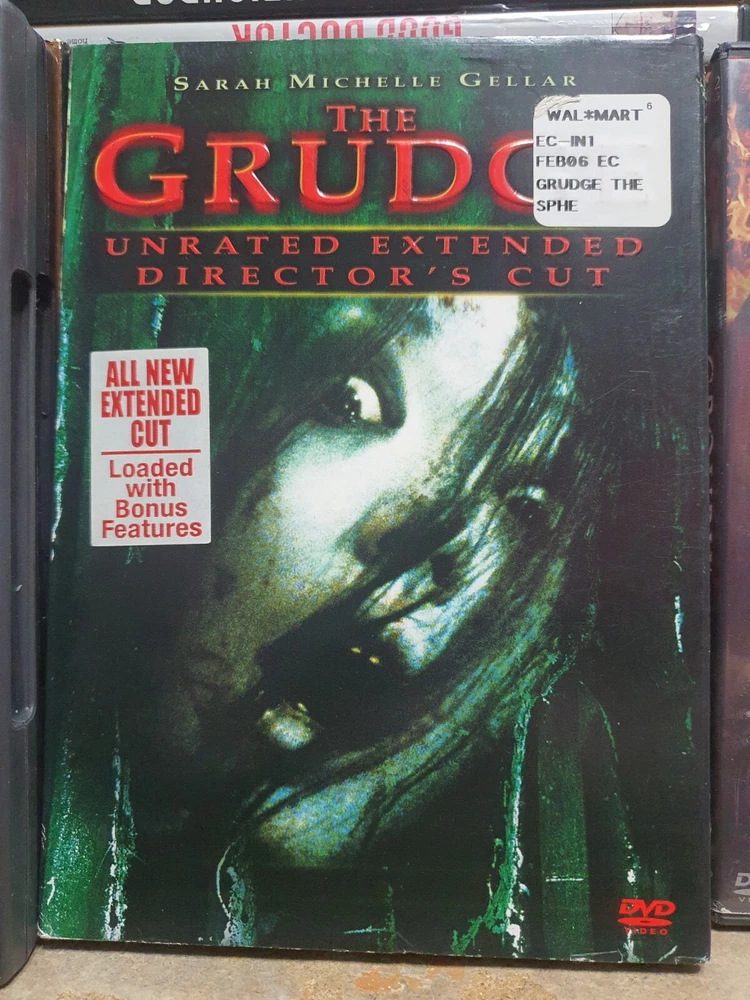 SARAH MICHELLE GELLAR
THE
GRUDG
WAL*MART 6
EC-IN1
FEB06 EC
GRUDGE THE
SPHE
UNRATED EXTENDED
DIRECTOR'S CUT
ALL NEW
EXTENDED
CUT
Loaded
with
Bonus
Features
DVD
VIDEO